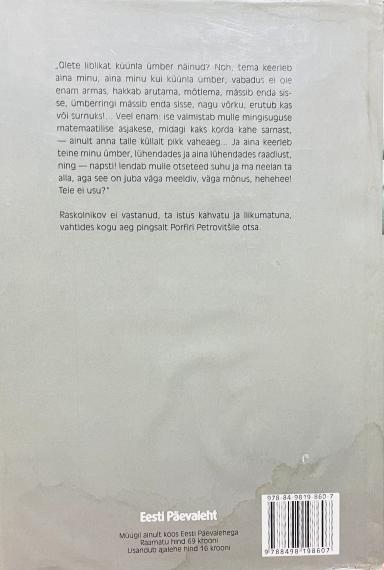 „Olete liblikat küünla ümber näinud? Noh, tema keerleb
aina minu, aina minu kui küünla ümber, vabadus ei ole
enam armas, hakkab arutama, mõtlema, mässib enda sis-
se, ümberringi mässib enda sisse, nagu võrku, erutub kas
või surnuks!... Veel enam: ise valmistab mulle mingisuguse
matemaatilise asjakese, midagi kaks korda kahe sarnast,
— ainult anna talle küllalt pikk vaheaeg... Ja aina keerleb
teine minu ümber, lühendades ja aina lühendades raadiust,
ning — napsti! lendab mulle otseteed suhu ja ma neelan ta
alla, aga see on juba väga meeldiv, väga mõnus, hehehee!
Teie ei usu?"
Raskolnikov ei vastanud, ta istus kahvatu ja liikumatuna,
vahtides kogu aeg pingsalt Porfiri Petrovitšile otsa.
978-84-9819-860-7
9788498198607
Eesti Päevaleht
Müügil ainult koos Eesti Päevalehega
Raamatu hind 69 krooni
Lisandub ajalehe hind 16 krooni